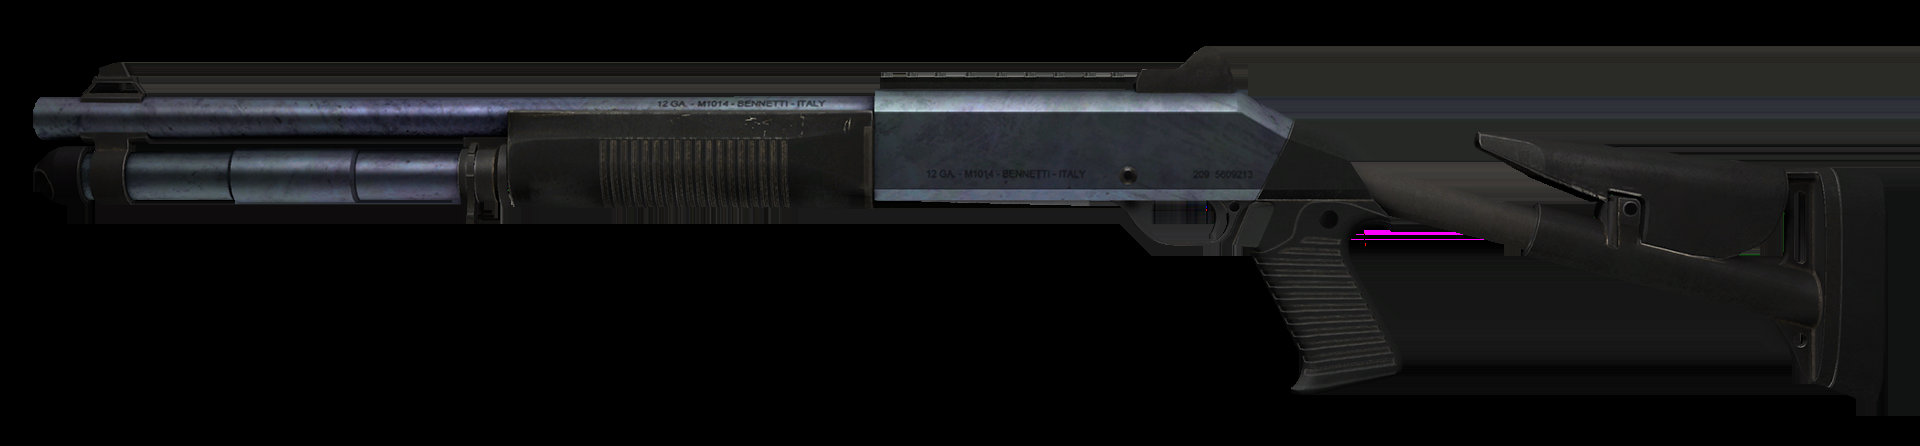 12 GA. - M1014 - BENNETTI - ITALY
12 GA. - M1014 - BENNETTI - ITALY
209 5609213